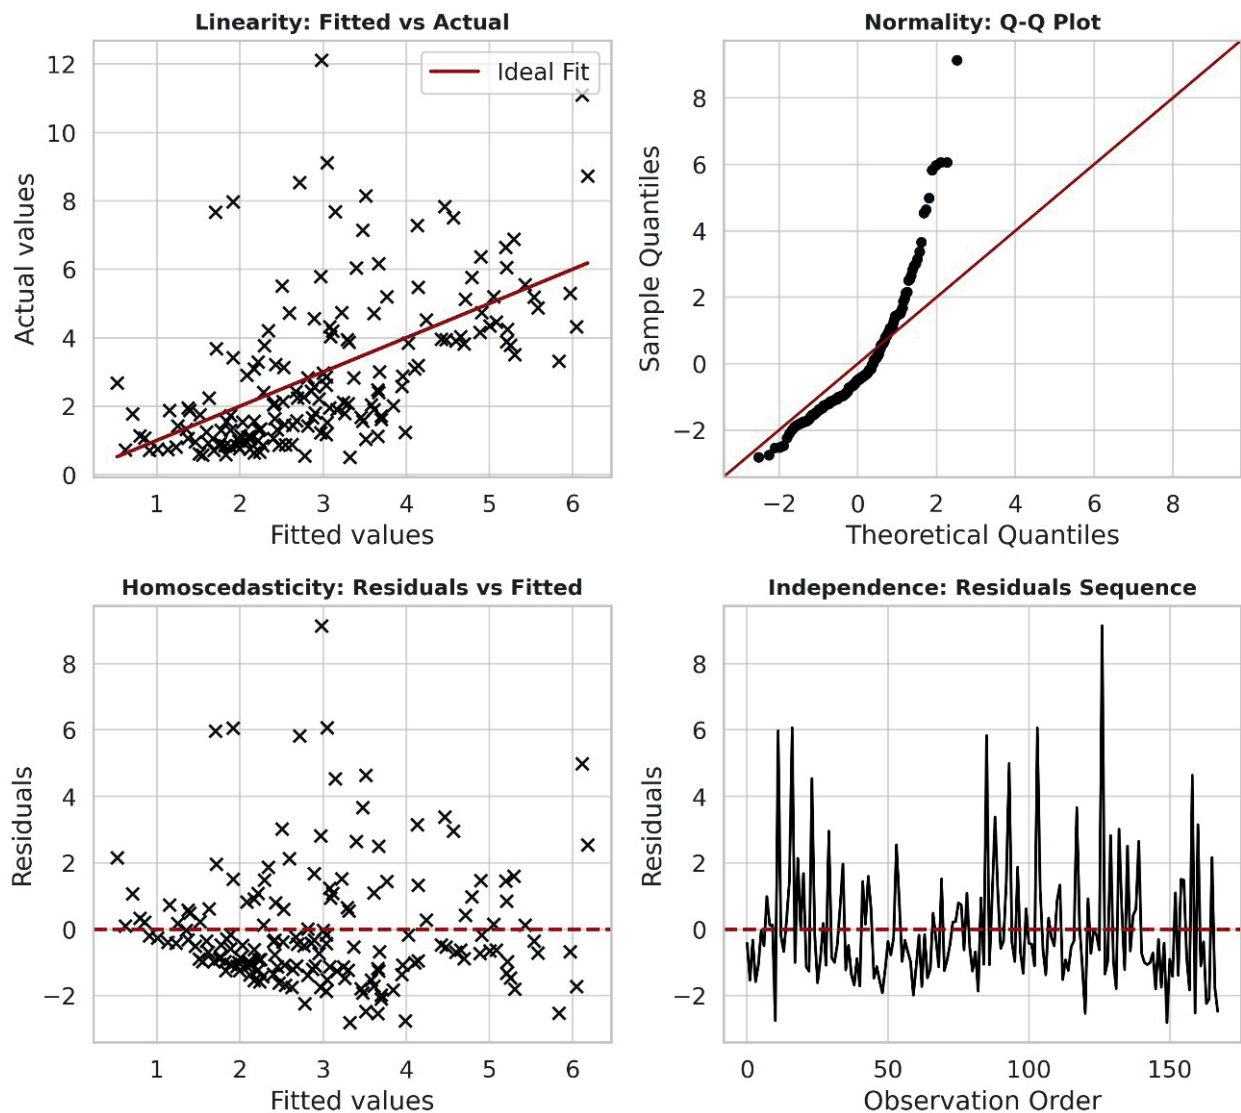 Linearity: Fitted vs Actual
Actual values
12
10
8
6
4
2
0
Ideal Fit
1 2 3 4 5 6
Fitted values
Normality: Q-Q Plot
Sample Quantiles
8
6
4
2
0
−2
−2 0 2 4 6 8
Theoretical Quantiles
Homoscedasticity: Residuals vs Fitted
Residuals
8
6
4
2
0
−2
1 2 3 4 5 6
Fitted values
Independence: Residuals Sequence
Residuals
8
6
4
2
0
−2
0 50 100 150
Observation Order